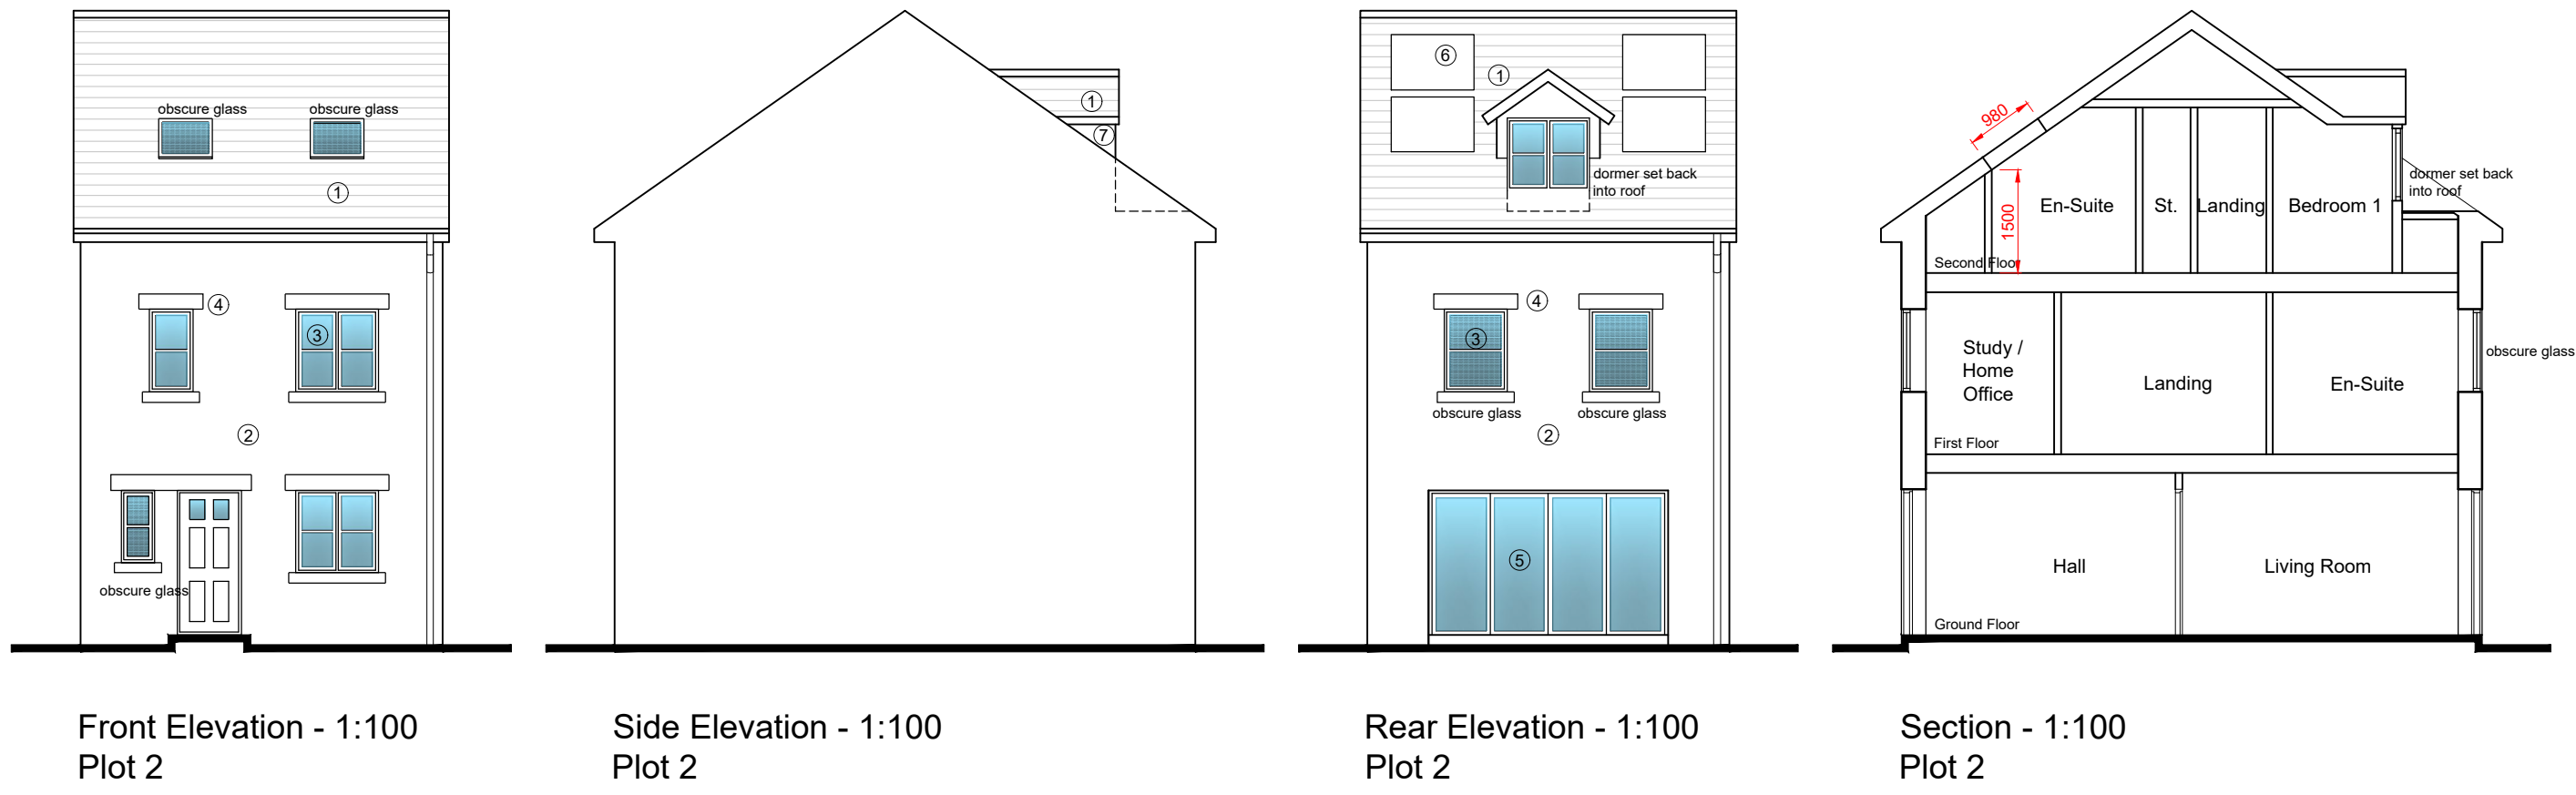 obscure glass
obscure glass
1
4
3
2
obscure glass
Front Elevation - 1:100
Plot 2
1
7
Side Elevation - 1:100
Plot 2
6
1
dormer set back
into roof
4
3
obscure glass
obscure glass
2
5
Rear Elevation - 1:100
Plot 2
980
1500
En-Suite
St.
Landing
Bedroom 1
dormer set back
into roof
Second Floor
Study /
Home
Office
Landing
En-Suite
obscure glass
First Floor
Hall
Living Room
Ground Floor
Section - 1:100
Plot 2